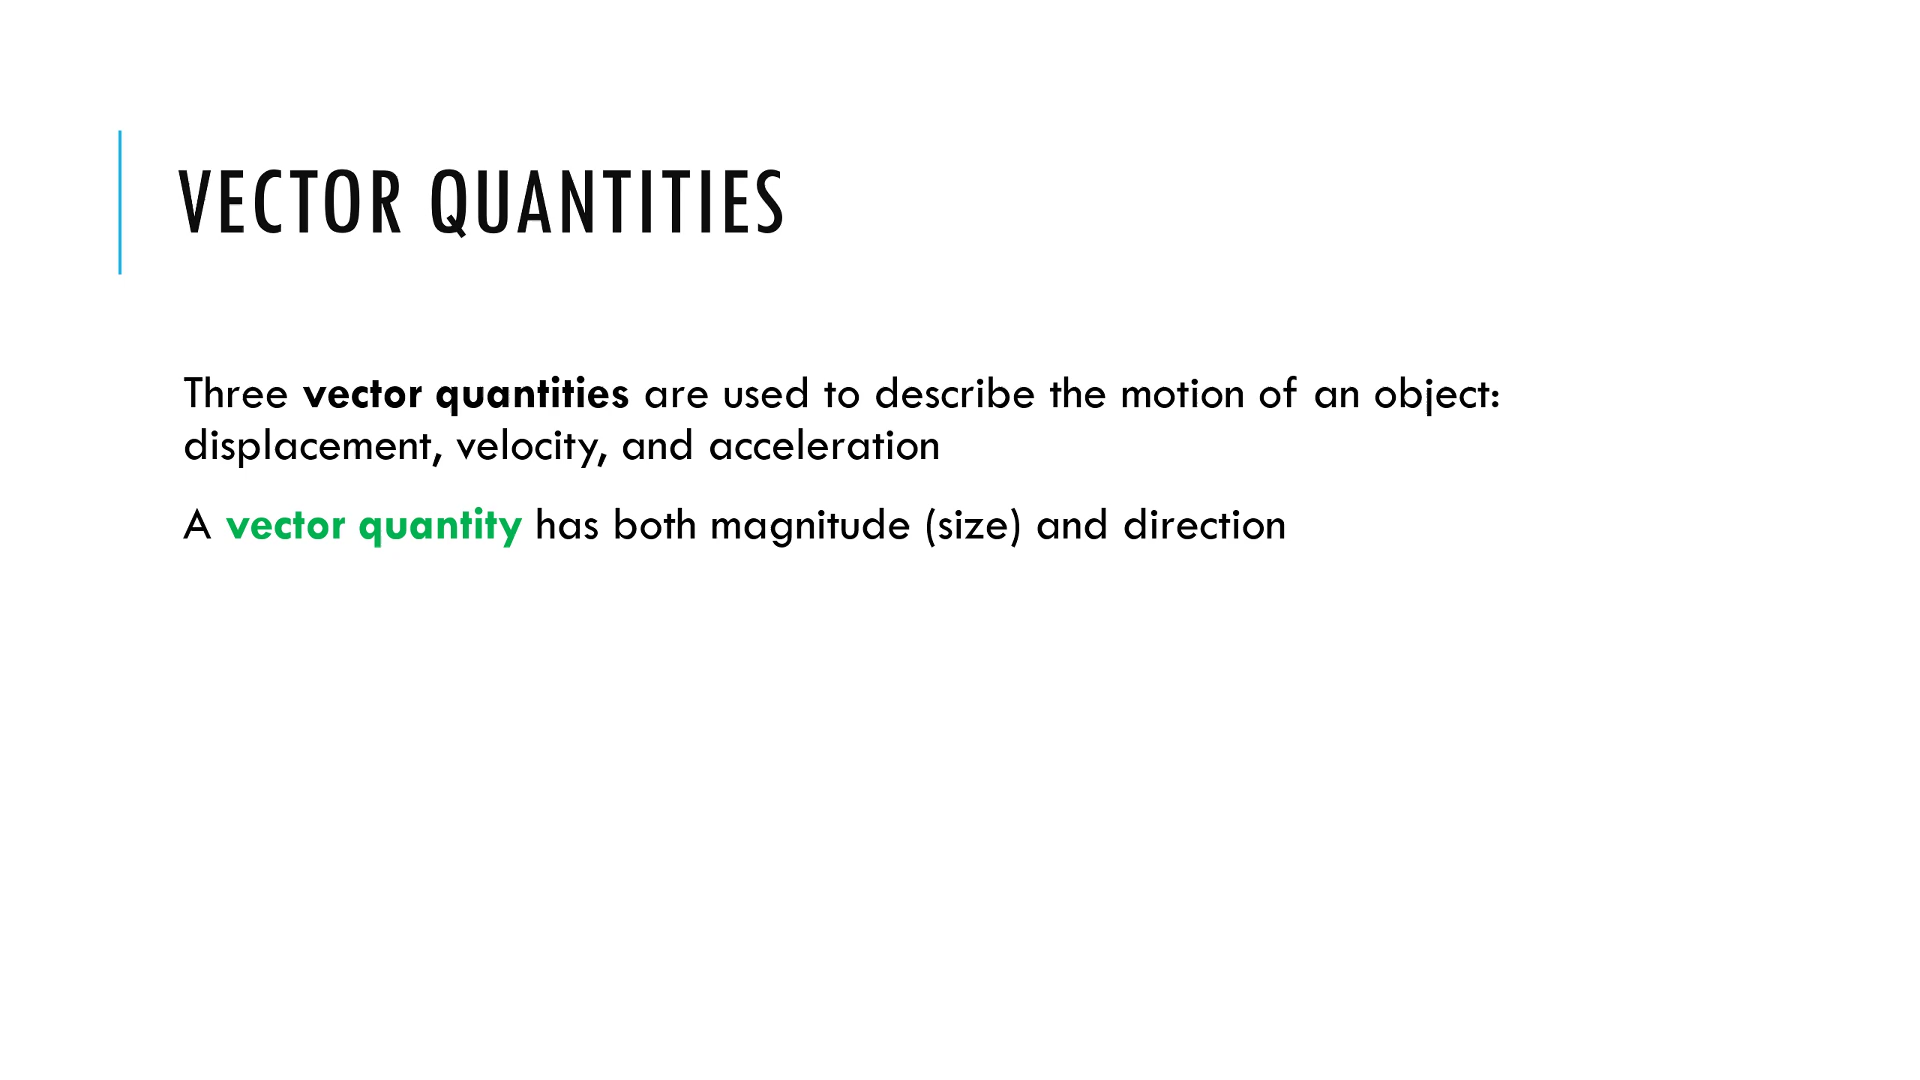 VECTOR QUANTITIES
Three vector quantities are used to describe the motion of an object:
displacement, velocity, and acceleration
A vector quantity has both magnitude (size) and direction